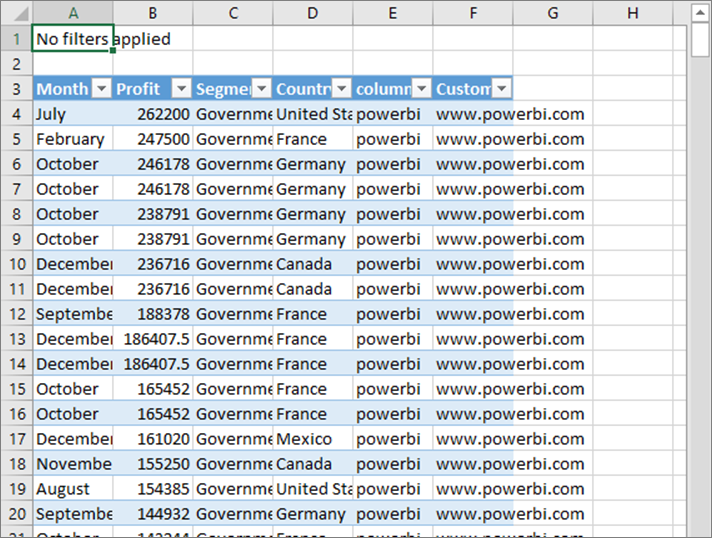 A B C D E F G H
1 No filters applied
2
3 Month Profit Segme Countr column Custom
4 July 262200 Governme United Sta powerbi www.powerbi.com
5 February 247500 Governme France powerbi www.powerbi.com
6 October 246178 Governme Germany powerbi www.powerbi.com
7 October 246178 Governme Germany powerbi www.powerbi.com
8 October 238791 Governme Germany powerbi www.powerbi.com
9 October 238791 Governme Germany powerbi www.powerbi.com
10 December 236716 Governme Canada powerbi www.powerbi.com
11 December 236716 Governme Canada powerbi www.powerbi.com
12 Septembe 188378 Governme France powerbi www.powerbi.com
13 December 186407.5 Governme France powerbi www.powerbi.com
14 December 186407.5 Governme France powerbi www.powerbi.com
15 October 165452 Governme France powerbi www.powerbi.com
16 October 165452 Governme France powerbi www.powerbi.com
17 December 161020 Governme Mexico powerbi www.powerbi.com
18 Novembe 155250 Governme Canada powerbi www.powerbi.com
19 August 154385 Governme United Sta powerbi www.powerbi.com
20 Septembe 144932 Governme Germany powerbi www.powerbi.com